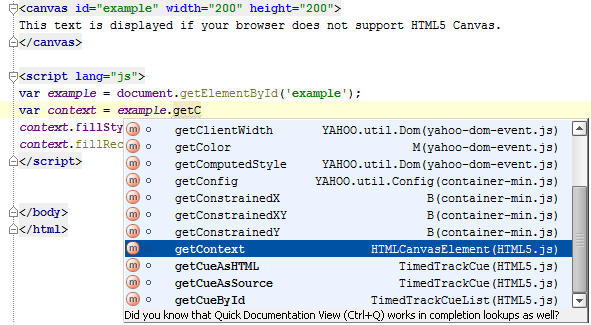 <canvas id="example" width="200" height="200">
This text is displayed if your browser does not support HTML5 Canvas.
</canvas>
<script lang="js">
var example = document.getElementById('example');
var context = example.getC
context.fillSty
context.fillRec
</script>
</body>
</html>
getClientWidth YAHOO.util.Dom(yahoo-dom-event.js)
getColor M(yahoo-dom-event.js)
getComputedStyle YAHOO.util.Dom(yahoo-dom-event.js)
getConfig YAHOO.util.Config(container-min.js)
getConstrainedX B(container-min.js)
getConstrainedXY B(container-min.js)
getConstrainedY B(container-min.js)
getContext HTMLCanvasElement(HTML5.js)
getCueAsHTML TimedTrackCue(HTML5.js)
getCueAsSource TimedTrackCue(HTML5.js)
getCueById TimedTrackCueList(HTML5.js)
Did you know that Quick Documentation View (Ctrl+Q) works in completion lookups as well?